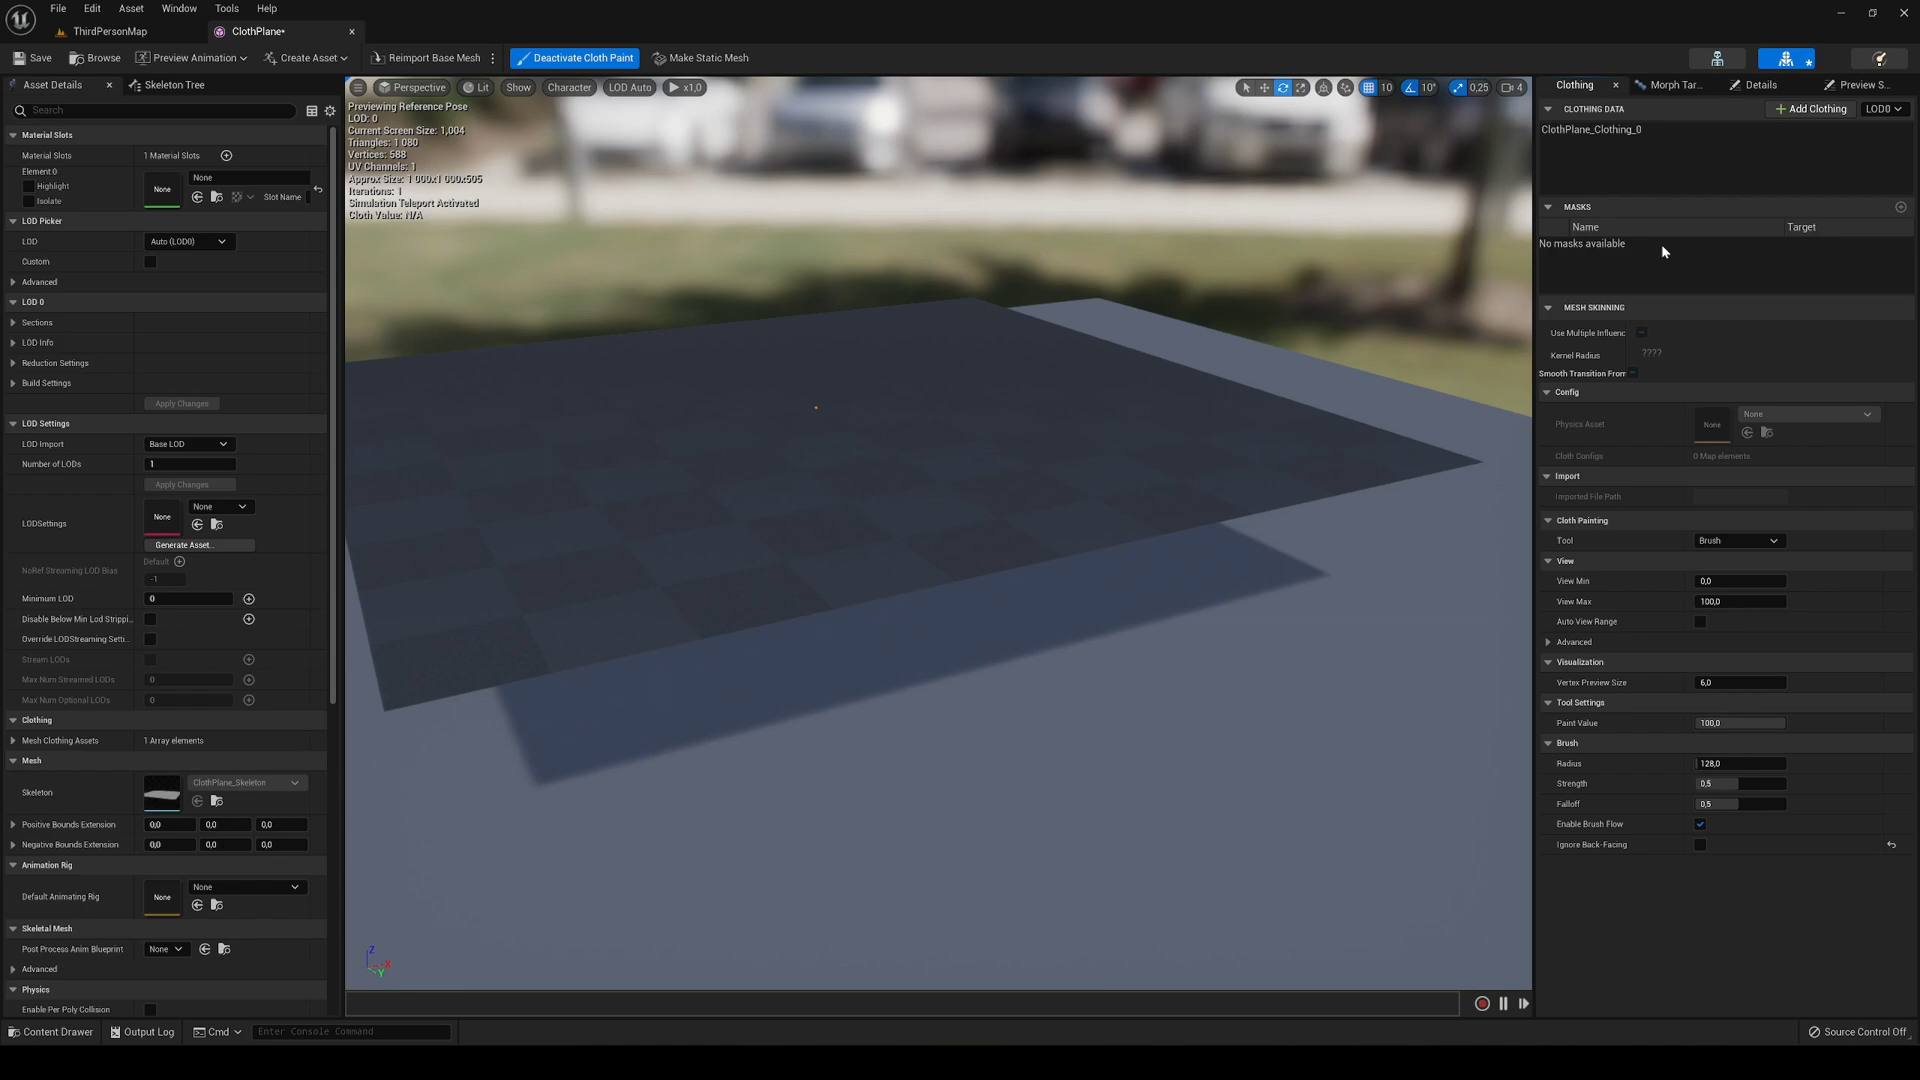 File Edit Asset Window Tools Help
ThirdPersonMap
ClothPlane*
Save
Browse
Preview Animation
Create Asset
Reimport Base Mesh
Deactivate Cloth Paint
Make Static Mesh
Asset Details
Skeleton Tree
Search
Material Slots
Material Slots
1 Material Slots
Element 0
Highlight
Isolate
None
None
Slot Name
LOD Picker
LOD
Auto (LOD0)
Custom
Advanced
LOD 0
Sections
LOD Info
Reduction Settings
Build Settings
Apply Changes
LOD Settings
LOD Import
Base LOD
Number of LODs
1
Apply Changes
LODSettings
None
None
Generate Asset...
NoRef Streaming LOD Bias
Default
-1
Minimum LOD
0
Disable Below Min Lod Strippi...
Override LODStreaming Setti...
Stream LODs
Max Num Streamed LODs
0
Max Num Optional LODs
0
Clothing
Mesh Clothing Assets
1 Array elements
Mesh
Skeleton
ClothPlane_Skeleton
Positive Bounds Extension
0,0 0,0 0,0
Negative Bounds Extension
0,0 0,0 0,0
Animation Rig
Default Animating Rig
None
None
Skeletal Mesh
Post Process Anim Blueprint
None
Advanced
Physics
Enable Per Poly Collision
Perspective
Lit
Show
Character
LOD Auto
x1,0
10
10°
0,25
4
Previewing Reference Pose
LOD: 0
Current Screen Size: 1,004
Triangles: 1 080
Vertices: 588
UV Channels: 1
Approx Size: 1 000x1 000x505
Iterations: 1
Simulation Teleport Activated
Cloth Value: N/A
Z
X
Y
Clothing
Morph Tar...
Details
Preview S...
CLOTHING DATA
Add Clothing
LOD0
ClothPlane_Clothing_0
MASKS
Name
Target
No masks available
MESH SKINNING
Use Multiple Influenc
Kernel Radius
????
Smooth Transition From
Config
Physics Asset
None
None
Cloth Configs
0 Map elements
Import
Imported File Path
Cloth Painting
Tool
Brush
View
View Min
0,0
View Max
100,0
Auto View Range
Advanced
Visualization
Vertex Preview Size
6,0
Tool Settings
Paint Value
100,0
Brush
Radius
128,0
Strength
0,5
Falloff
0,5
Enable Brush Flow
Ignore Back-Facing
Content Drawer
Output Log
Cmd
Enter Console Command
Source Control Off